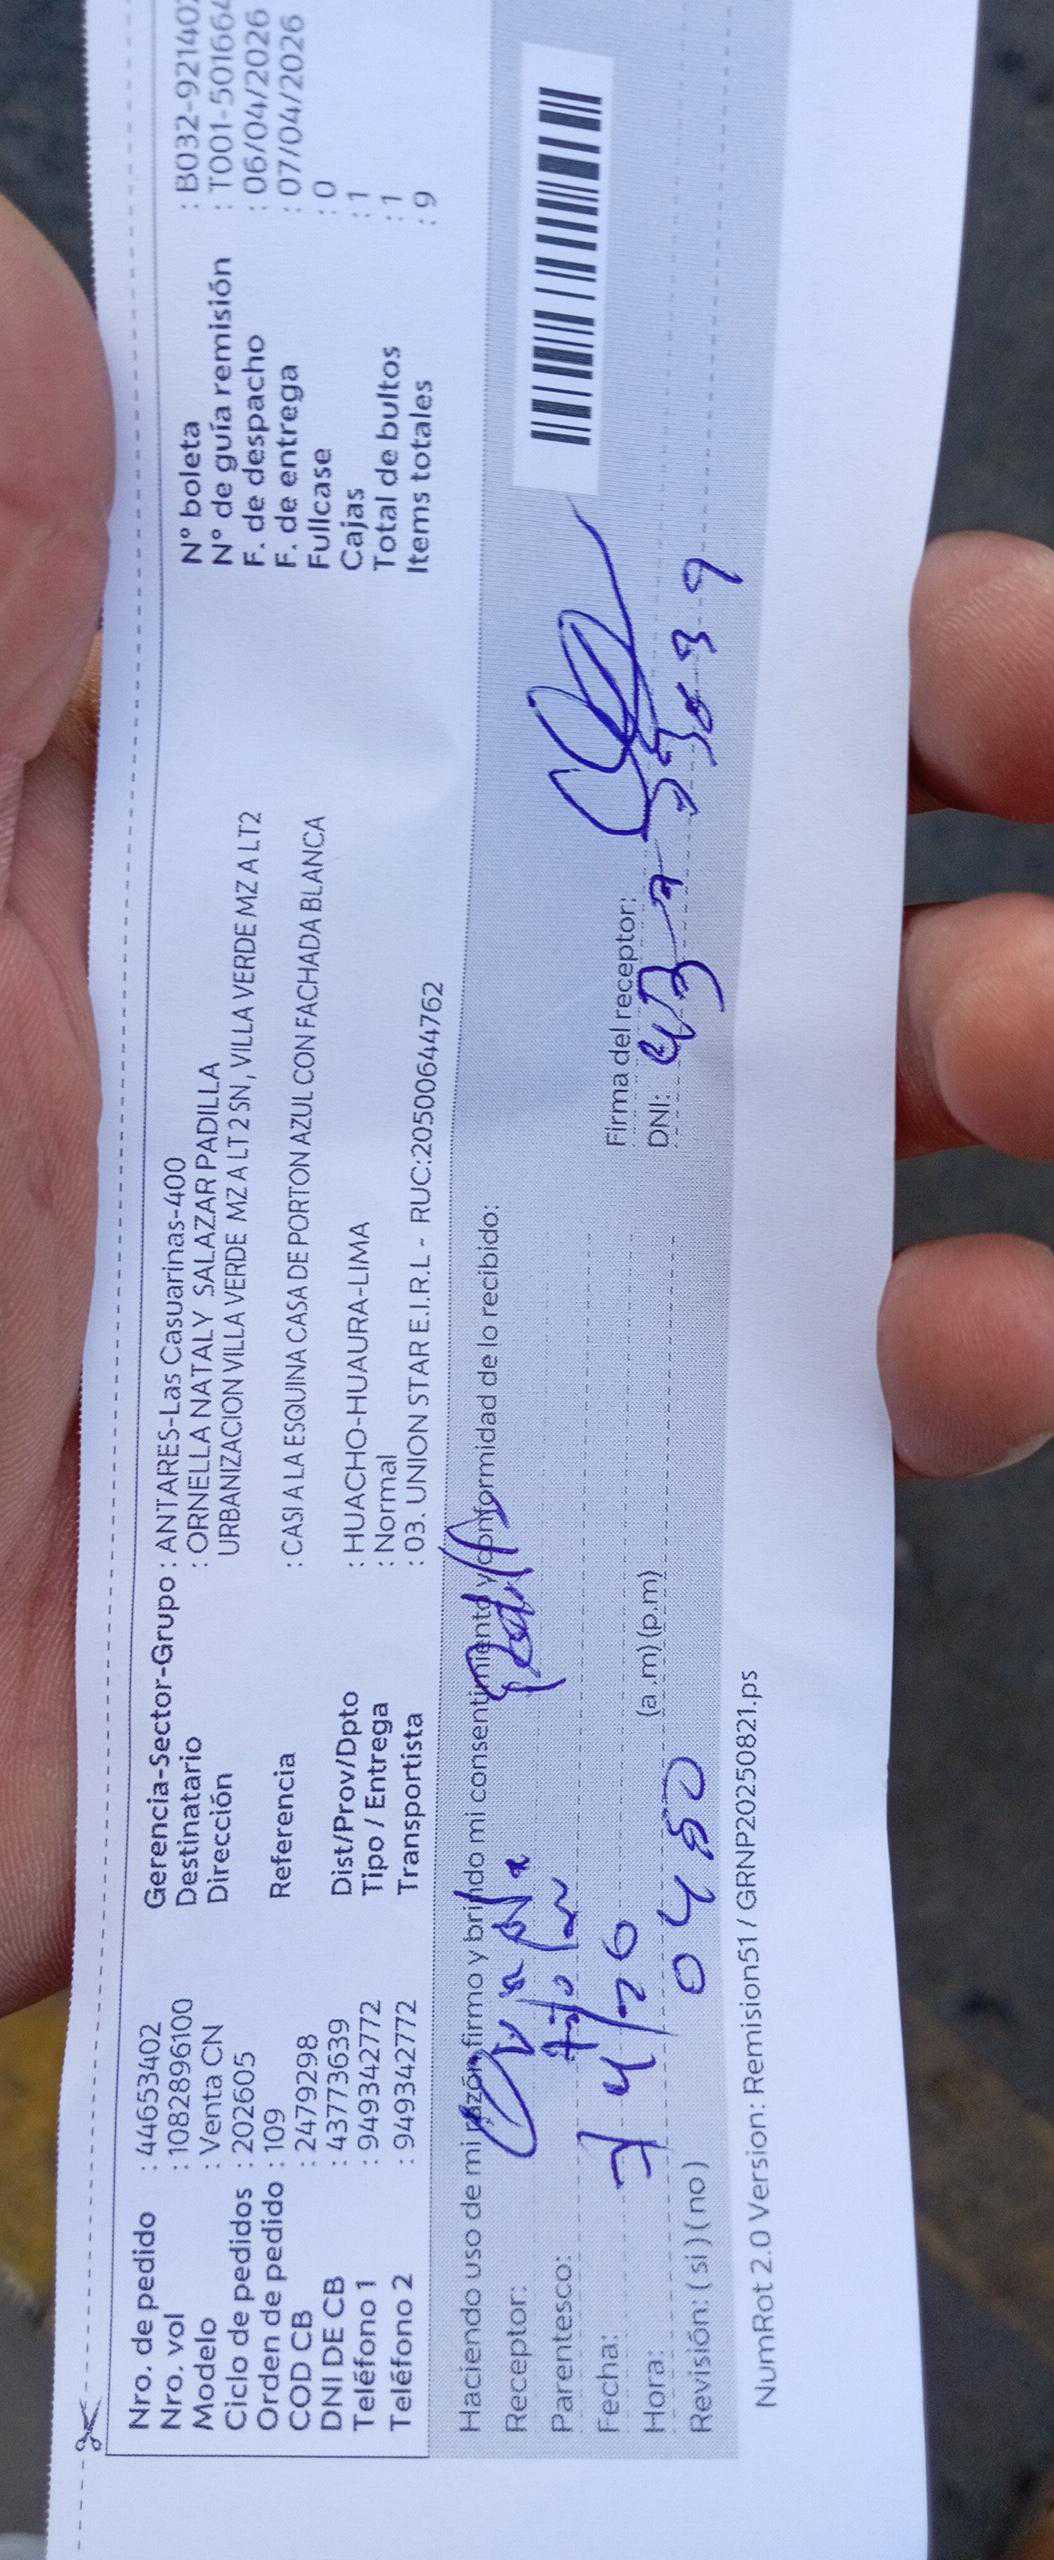 Nro. de pedido : 44653402
Nro. vol : 1082896100
Modelo : Venta CN
Ciclo de pedidos : 202605
Orden de pedido : 109
COD CB : 2479298
DNI DE CB : 43773639
Teléfono 1 : 949342772
Teléfono 2 : 949342772
Gerencia-Sector-Grupo : ANTARES-Las Casuarinas-400
Destinatario : ORNELLA NATALY SALAZAR PADILLA
Dirección URBANIZACION VILLA VERDE MZ A LT 2 SN, VILLA VERDE MZ A LT2
Referencia : CASI A LA ESQUINA CASA DE PORTON AZUL CON FACHADA BLANCA
Dist/Prov/Dpto : HUACHO-HUAURA-LIMA
Tipo / Entrega : Normal
Transportista : 03. UNION STAR E.I.R.L - RUC:20500644762
N° boleta : B032-92140
N° de guía remisión : T001-50166
F. de despacho : 06/04/2026
F. de entrega : 07/04/2026
Fullcase : 0
Cajas : 1
Total de bultos : 1
Items totales : 9
Haciendo uso de mi razón, firmo y brindo mi consentimiento y conformidad de lo recibido:
Receptor:
Parentesco:
Fecha: 7/4/26
Hora: 0450 (a.m) (p.m)
Revisión: ( si ) ( no )
Firma del receptor:
DNI:
NumRot 2.0 Version: Remision51 / GRNP20250821.ps